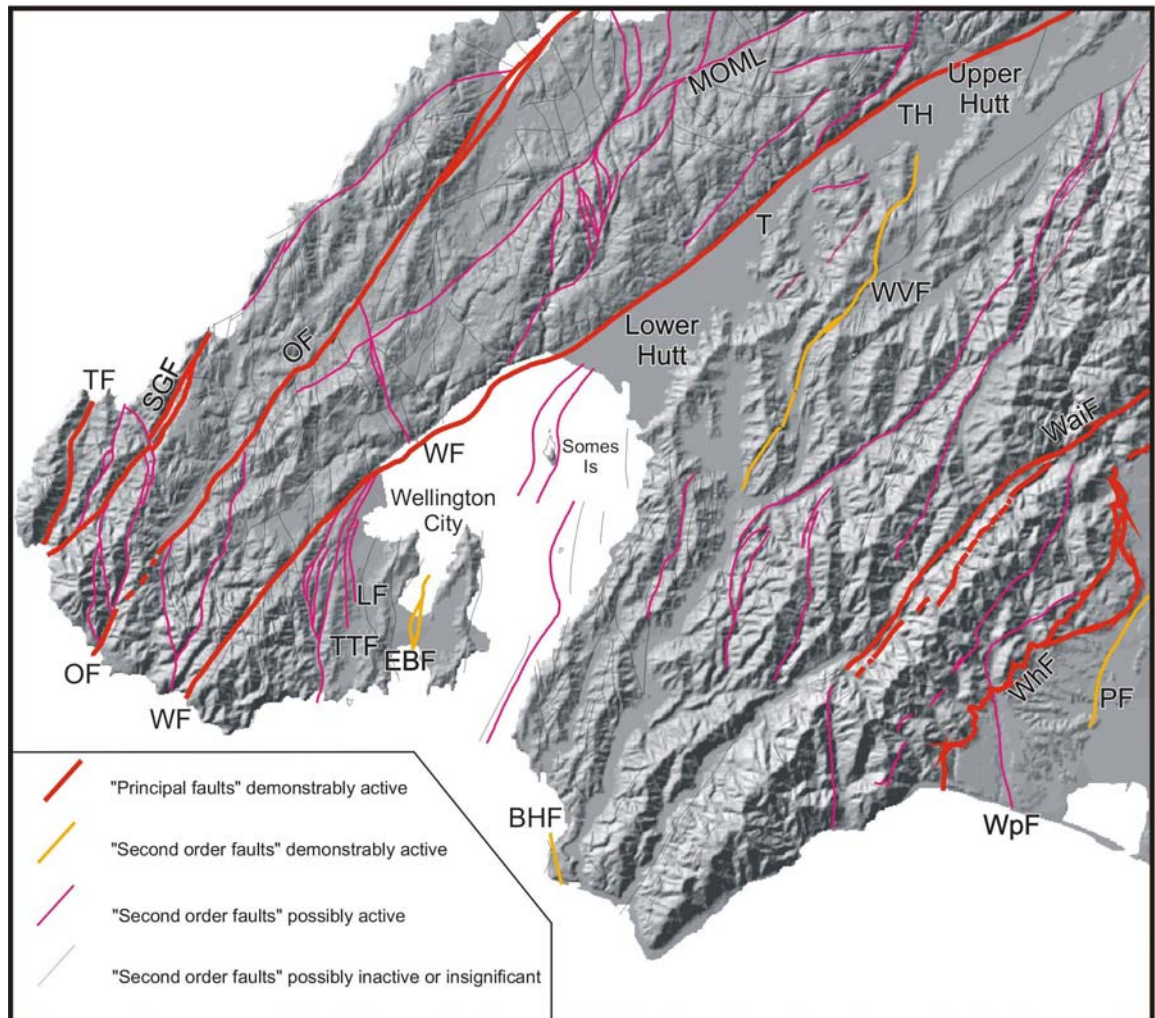 Upper
Hutt
MOML
TH
T
WVF
OF
Lower
Hutt
TF
SGF
WaiF
WF
Somes
Is
Wellington
City
LF
TTF
EBF
OF
WF
WhF
PF
BHF
WpF
"Principal faults" demonstrably active
"Second order faults" demonstrably active
"Second order faults" possibly active
"Second order faults" possibly inactive or insignificant